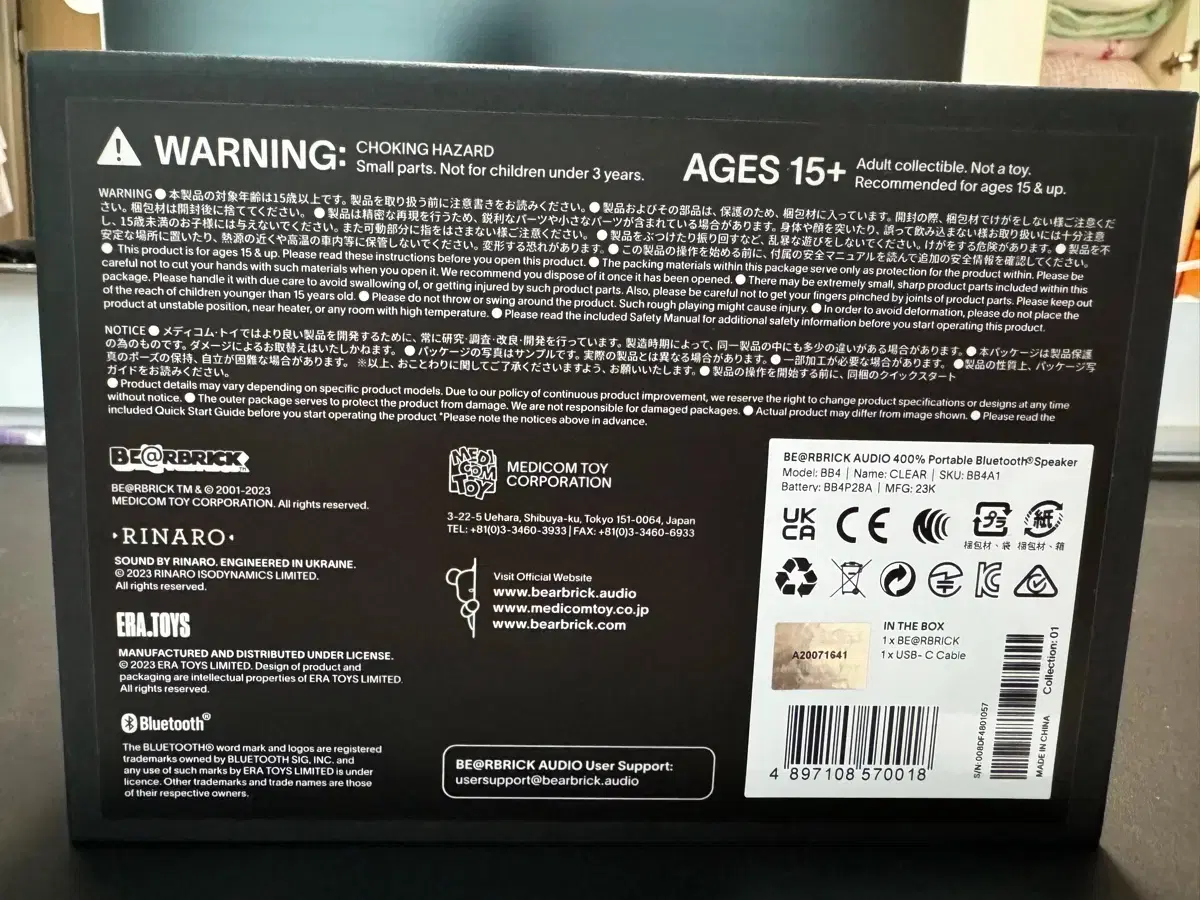 WARNING: CHOKING HAZARD
Small parts. Not for children under 3 years.
AGES 15+ Adult collectible. Not a toy.
Recommended for ages 15 & up.
WARNING ● 本製品の対象年齢は15歳以上です。製品を取り扱う前に注意書きをお読みください。 ● 製品およびその部品は、保護のため、梱包材に入っています。開封の際、梱包材でけがをしない様ご注意くだ
さい。梱包材は開封後に捨ててください。 ● 製品は精密な再現を行うため、鋭利なパーツや小さなパーツが含まれている場合があります。身体や顔を突いたり、誤って飲み込まない様お取り扱いには十分注意
し、15歳未満のお子様には与えないでください。また可動部分に指をはさまない様ご注意ください。 ● 製品をぶつけたり振り回すなど、乱暴な遊びをしないでください。けがをする危険があります。 ● 製品を不
安定な場所に置いたり、熱源の近くや高温の車内等に保管しないでください。変形する恐れがあります。 ● この製品の操作を始める前に、付属の安全マニュアルを読んで追加の安全情報を確認してください。
● This product is for ages 15 & up. Please read these instructions before you open this product. ● The packing materials within this package serve only as protection for the product within. Please be
careful not to cut your hands with such materials when you open it. We recommend you dispose of it once it has been opened. ● There may be extremely small, sharp product parts included within this
package. Please handle it with due care to avoid swallowing of, or getting injured by such product parts. Also, please be careful not to get your fingers pinched by joints of product parts. Please keep out
of the reach of children younger than 15 years old. ● Please do not throw or swing around the product. Such rough playing might cause injury. ● In order to avoid deformation, please do not place the
product at unstable position, near heater, or any room with high temperature. ● Please read the included Safety Manual for additional safety information before you start operating this product.
NOTICE ● メディコム・トイではより良い製品を開発するために、常に研究・調査・改良・開発を行っています。製造時期によって、同一製品の中にも多少の違いがある場合があります。 ● 本パッケージは製品保護
の為のものです。ダメージによるお取替えはいたしかねます。 ● パッケージの写真はサンプルです。実際の製品とは異なる場合があります。 ● 一部加工が必要な場合があります。 ● 製品の性質上、パッケージ写
真のポーズの保持、自立が困難な場合があります。 ※以上、おことわりに関してご了承くださいますよう、お願いいたします。 ● 製品の操作を開始する前に、同梱のクイックスタート
ガイドをお読みください。
● Product details may vary depending on specific product models. Due to our policy of continuous product improvement, we reserve the right to change product specifications or designs at any time
without notice. ● The outer package serves to protect the product from damage. We are not responsible for damaged packages. ● Actual product may differ from image shown. ● Please read the
included Quick Start Guide before you start operating the product *Please note the notices above in advance.
BE@RBRICK TM
BE@RBRICK TM & © 2001-2023
MEDICOM TOY CORPORATION. All rights reserved.
RINARO
SOUND BY RINARO. ENGINEERED IN UKRAINE.
© 2023 RINARO ISODYNAMICS LIMITED.
All rights reserved.
ERA.TOYS
MANUFACTURED AND DISTRIBUTED UNDER LICENSE.
© 2023 ERA TOYS LIMITED. Design of product and
packaging are intellectual properties of ERA TOYS LIMITED.
All rights reserved.
Bluetooth®
The BLUETOOTH® word mark and logos are registered
trademarks owned by BLUETOOTH SIG, INC. and
any use of such marks by ERA TOYS LIMITED is under
licence. Other trademarks and trade names are those
of their respective owners.
MEDI
COM
TOY
MEDICOM TOY
CORPORATION
3-22-5 Uehara, Shibuya-ku, Tokyo 151-0064, Japan
TEL: +81(0)3-3460-3933 | FAX: +81(0)3-3460-6933
Visit Official Website
www.bearbrick.audio
www.medicomtoy.co.jp
www.bearbrick.com
BE@RBRICK AUDIO User Support:
usersupport@bearbrick.audio
BE@RBRICK AUDIO 400% Portable Bluetooth® Speaker
Model: BB4 | Name: CLEAR | SKU: BB4A1
Battery: BB4P28A | MFG: 23K
UK
CA
CE
プラ
紙
梱包材、袋
梱包材、箱
A20071641
IN THE BOX
1 x BE@RBRICK
1 x USB- C Cable
4 897108 570018
S/N: 008DF4801057
MADE IN CHINA
Collection: 01